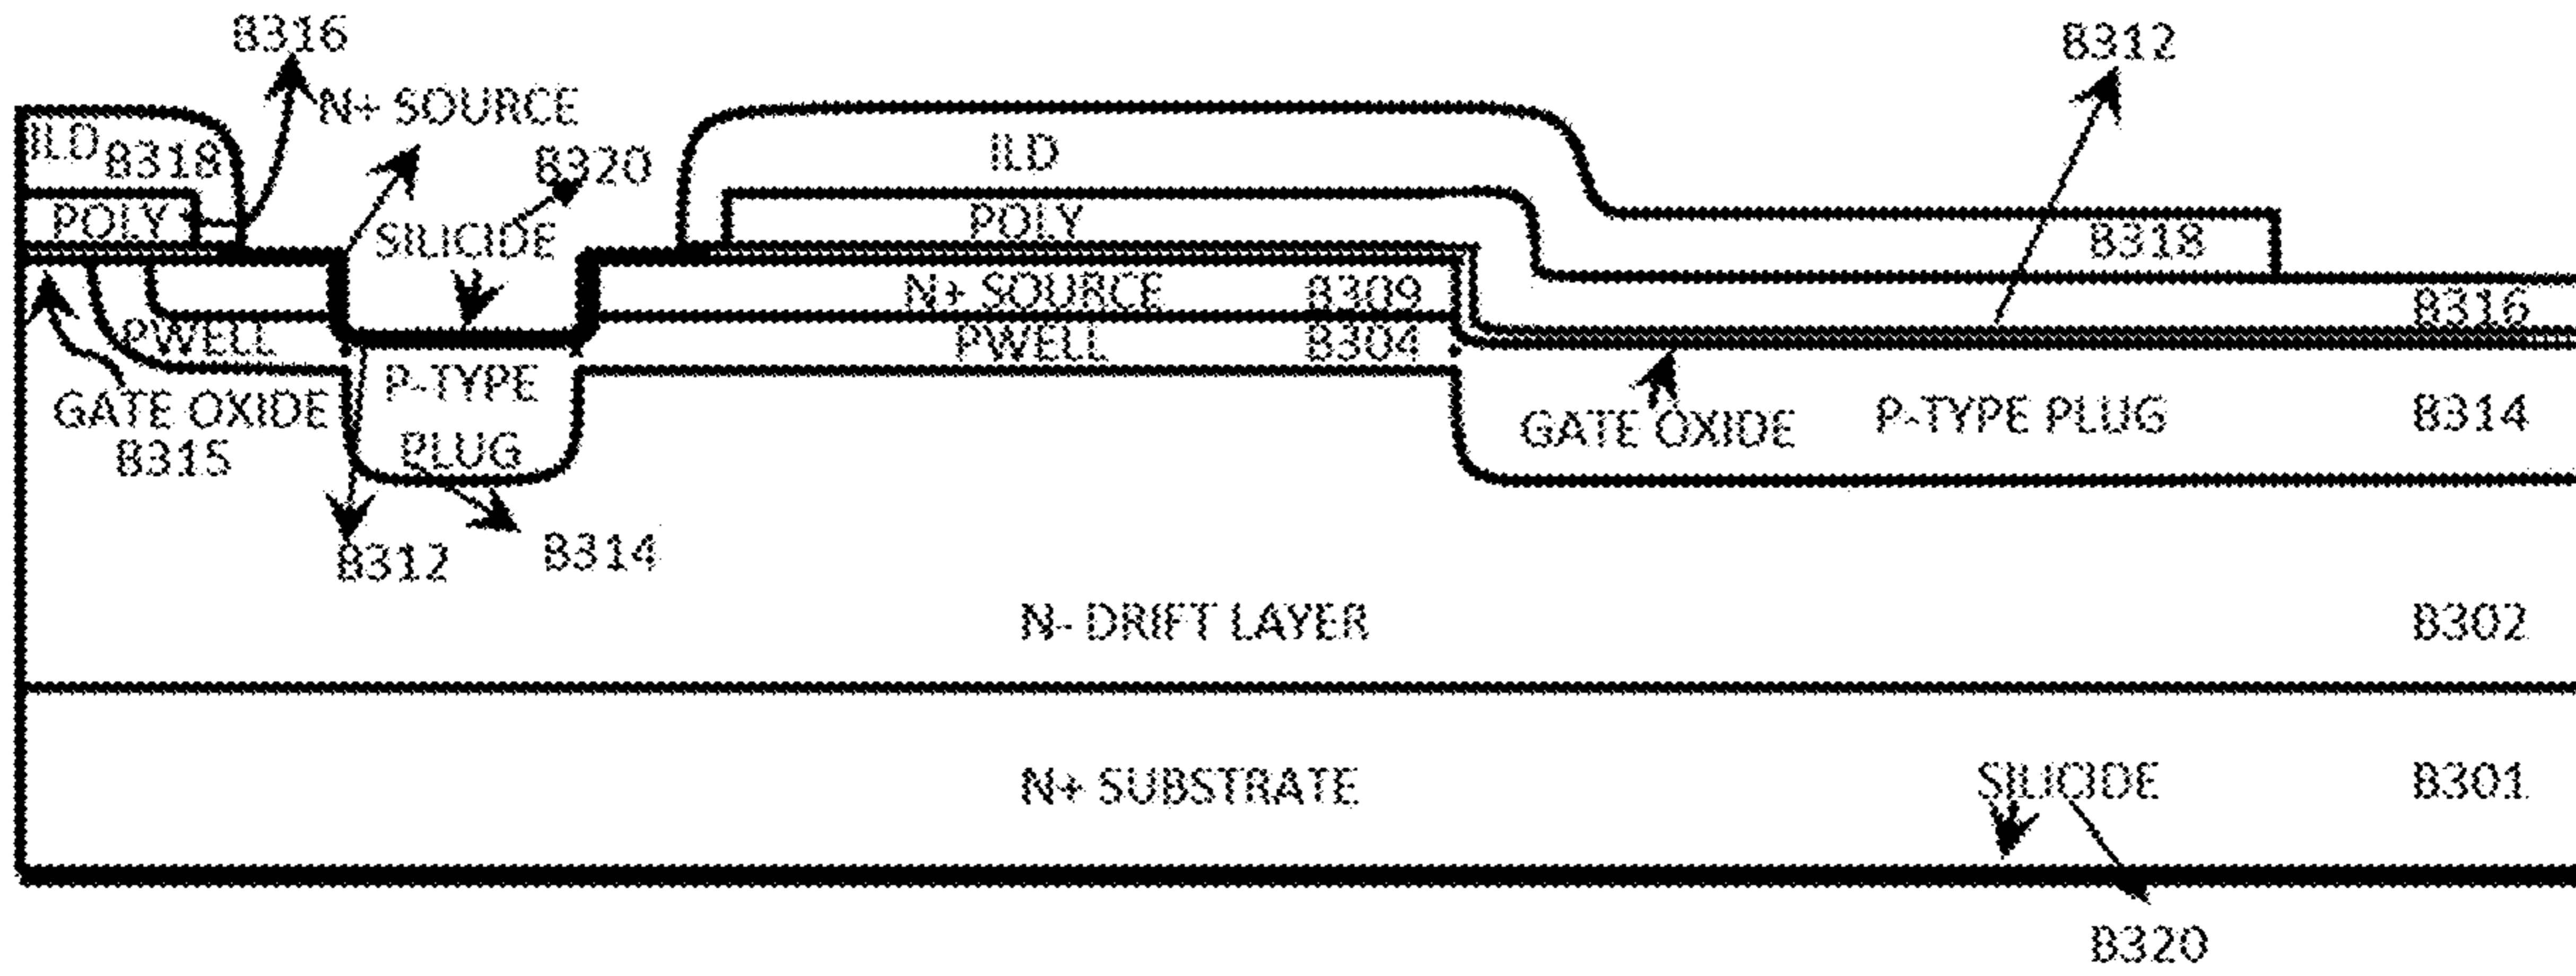 B316
B312
N+ SOURCE
ILD B318
B320
ILD
POLY
SILICIDE
POLY
B318
N+ SOURCE B309
B316
PWELL
PWELL B304
P-TYPE
PLUG
GATE OXIDE
B315
GATE OXIDE
P-TYPE PLUG B314
B312
B314
N- DRIFT LAYER B302
N+ SUBSTRATE
SILICIDE
B301
B320